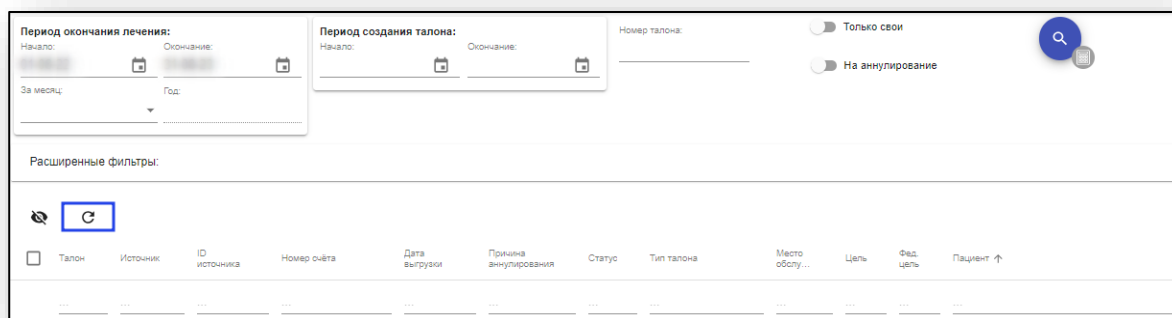 Период окончания лечения:
Начало: Окончание:
За месяц: Год:
Период создания талона:
Начало: Окончание:
Номер талона:
Только свои
На аннулирование
Расширенные фильтры:
Талон Источник ID источника Номер счёта Дата выгрузки Причина аннулирования Статус Тип талона Место обслу... Цель Фед. цель Пациент
... ... ... ... ... ... ... ... ... ... ... ...